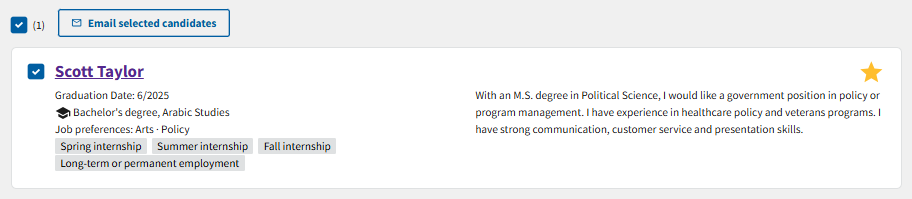 (1) Email selected candidates
Scott Taylor
Graduation Date: 6/2025
Bachelor's degree, Arabic Studies
Job preferences: Arts · Policy
Spring internship Summer internship Fall internship
Long-term or permanent employment
With an M.S. degree in Political Science, I would like a government position in policy or
program management. I have experience in healthcare policy and veterans programs. I
have strong communication, customer service and presentation skills.